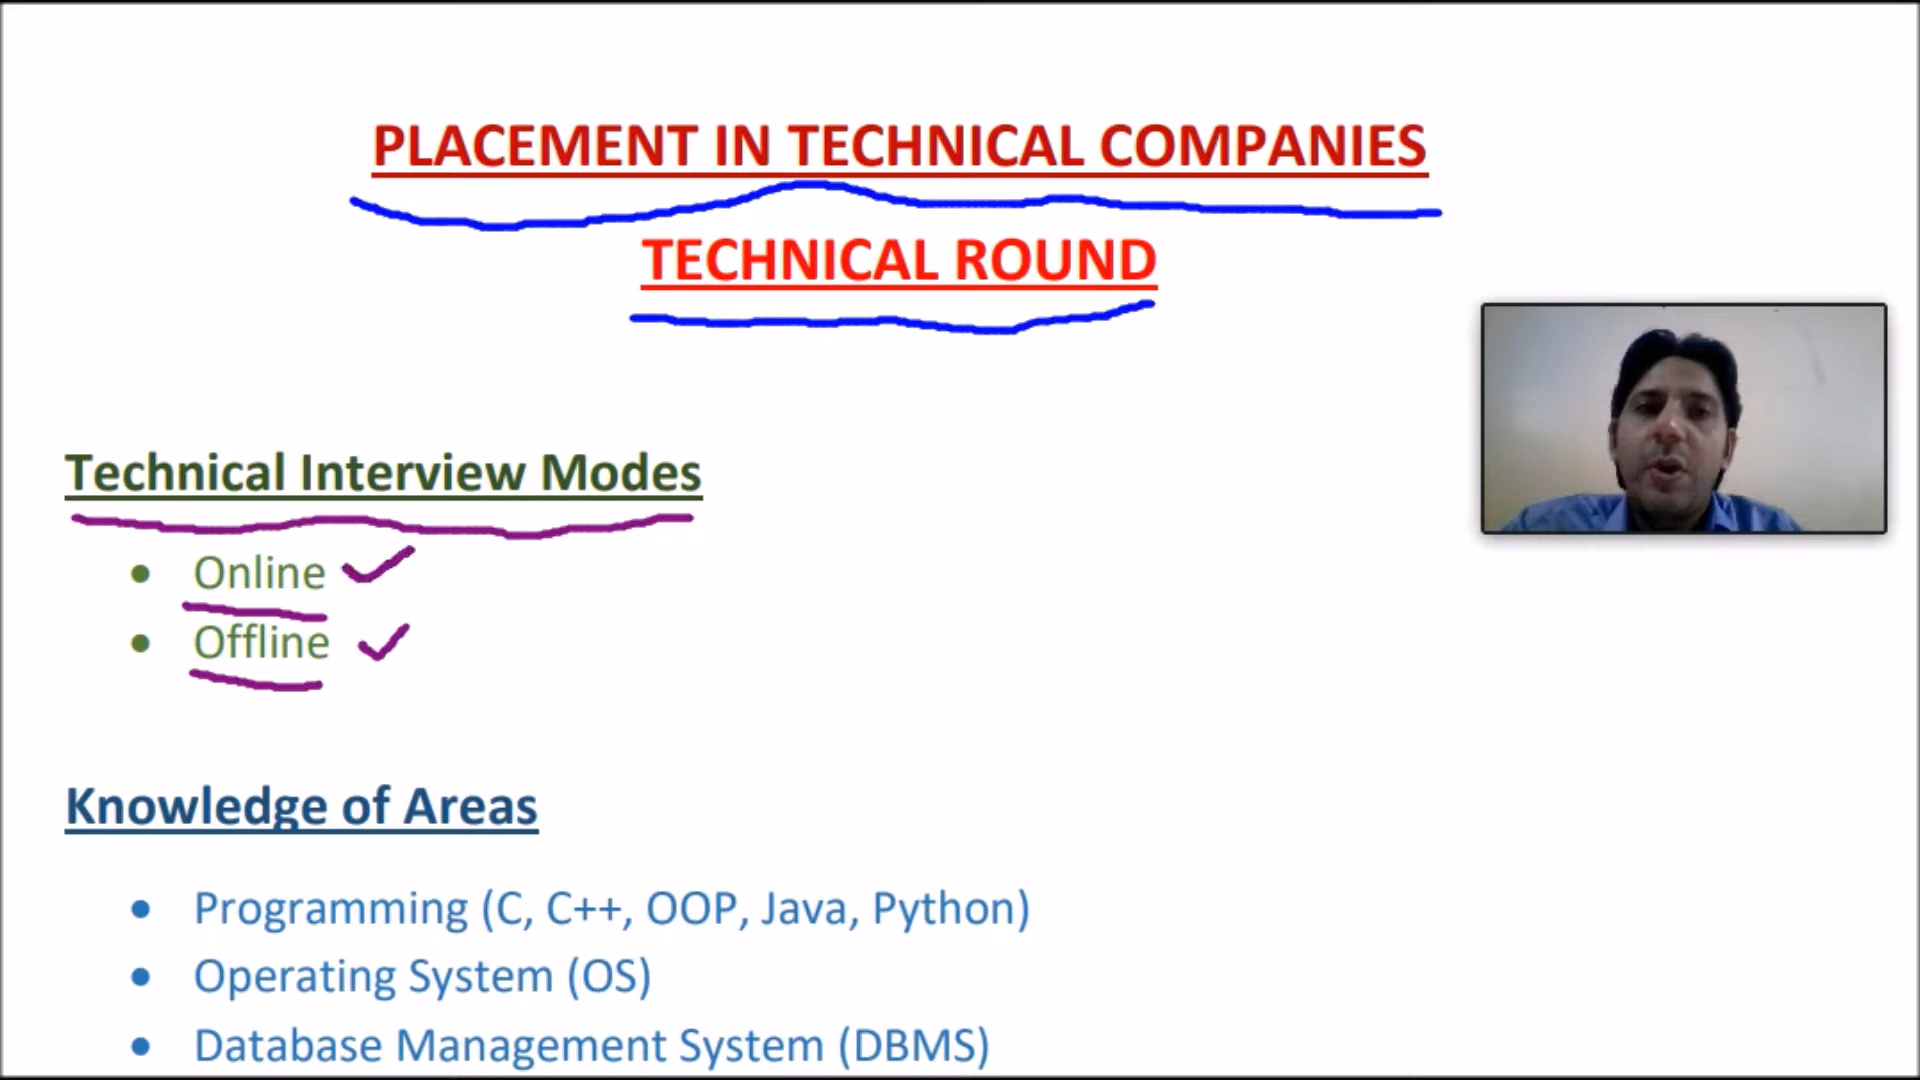 PLACEMENT IN TECHNICAL COMPANIES
TECHNICAL ROUND
Technical Interview Modes
• Online
• Offline
Knowledge of Areas
• Programming (C, C++, OOP, Java, Python)
• Operating System (OS)
• Database Management System (DBMS)